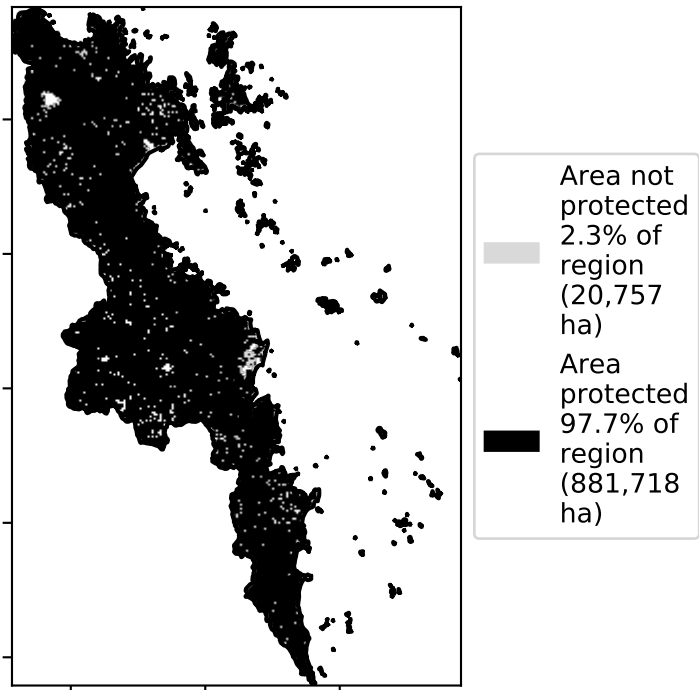 Area not
protected
2.3% of
region
(20,757
ha)
Area
protected
97.7% of
region
(881,718
ha)